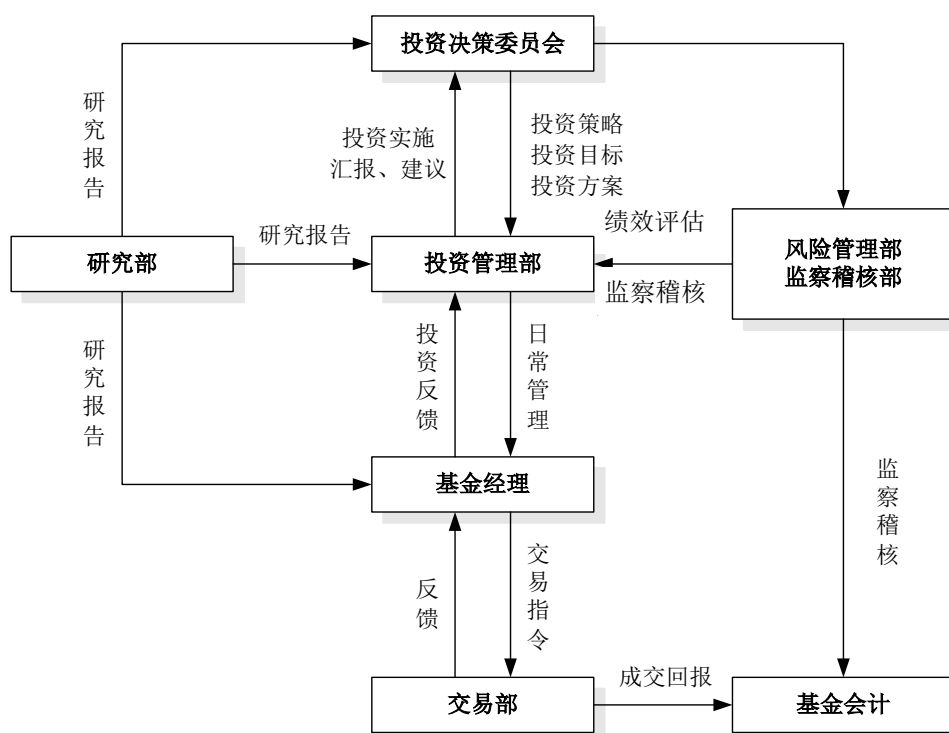 投资决策委员会
研究报告
投资实施
汇报、建议
投资策略
投资目标
投资方案
绩效评估
研究报告
研究部
投资管理部
风险管理部
监察稽核部
监察稽核
研究报告
投资反馈
日常管理
基金经理
监察稽核
反馈
交易指令
成交回报
交易部
基金会计